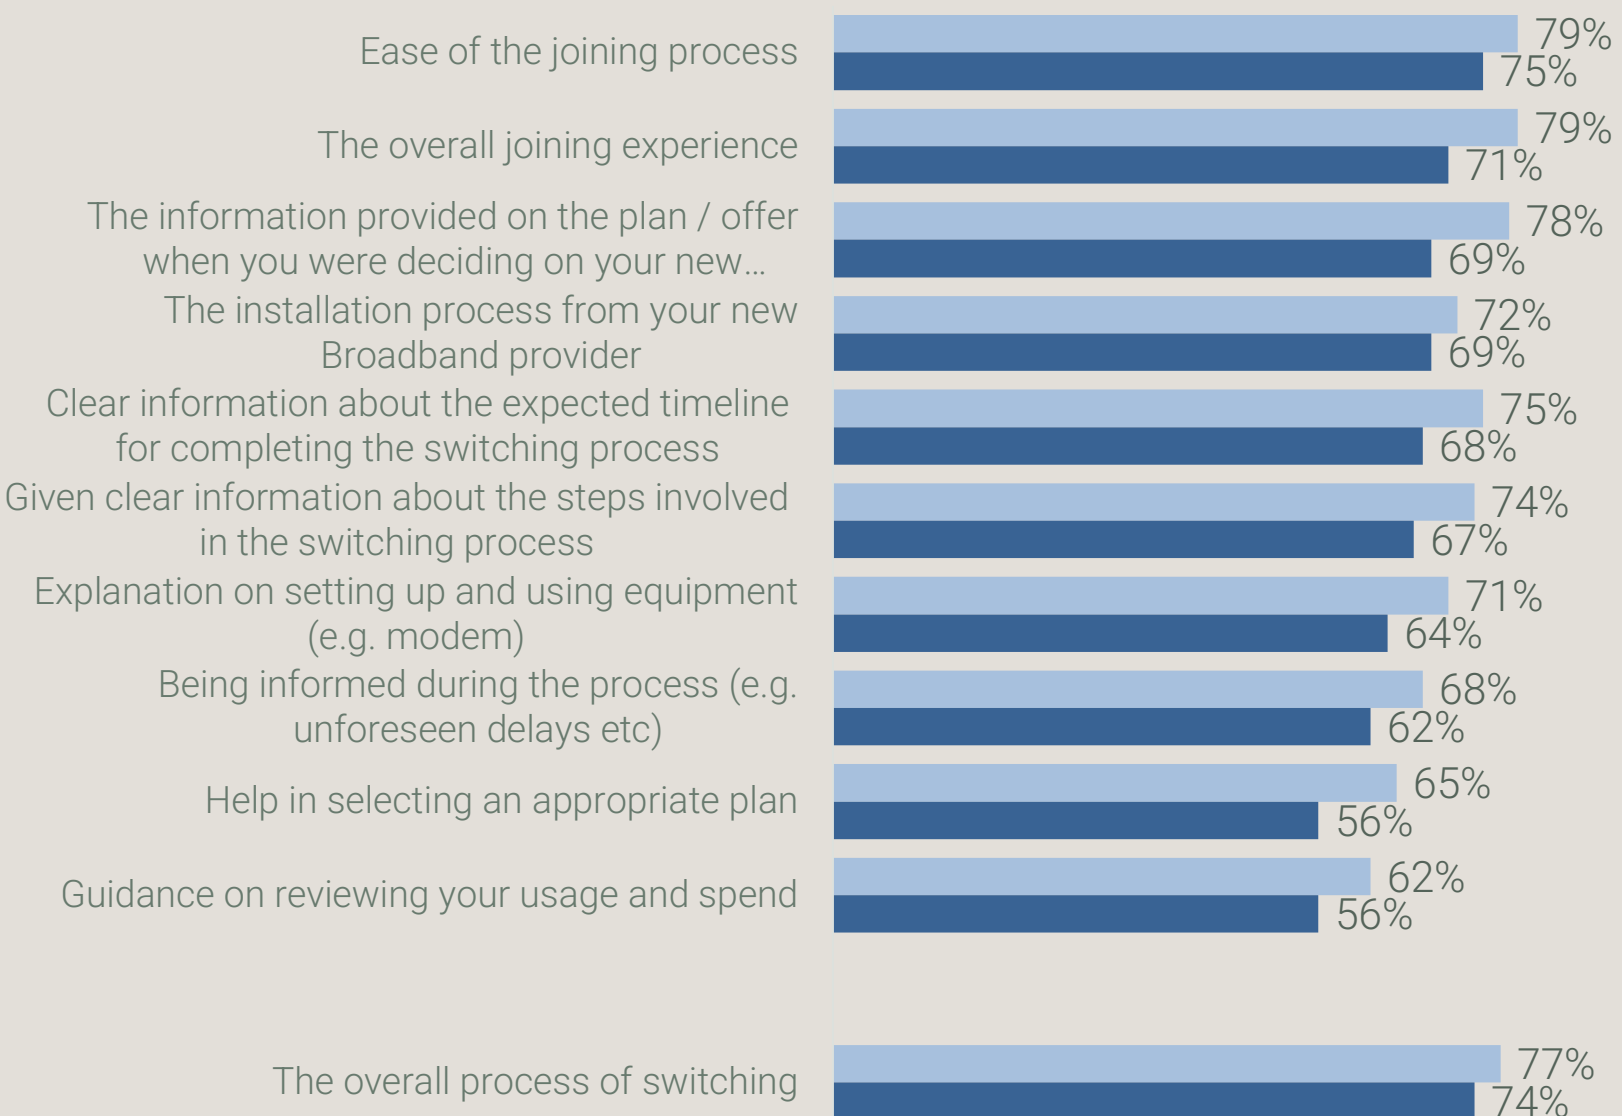 Ease of the joining process
79%
75%
The overall joining experience
79%
71%
The information provided on the plan / offer
when you were deciding on your new…
78%
69%
The installation process from your new
Broadband provider
72%
69%
Clear information about the expected timeline
for completing the switching process
75%
68%
Given clear information about the steps involved
in the switching process
74%
67%
Explanation on setting up and using equipment
(e.g. modem)
71%
64%
Being informed during the process (e.g.
unforeseen delays etc)
68%
62%
Help in selecting an appropriate plan
65%
56%
Guidance on reviewing your usage and spend
62%
56%
The overall process of switching
77%
74%